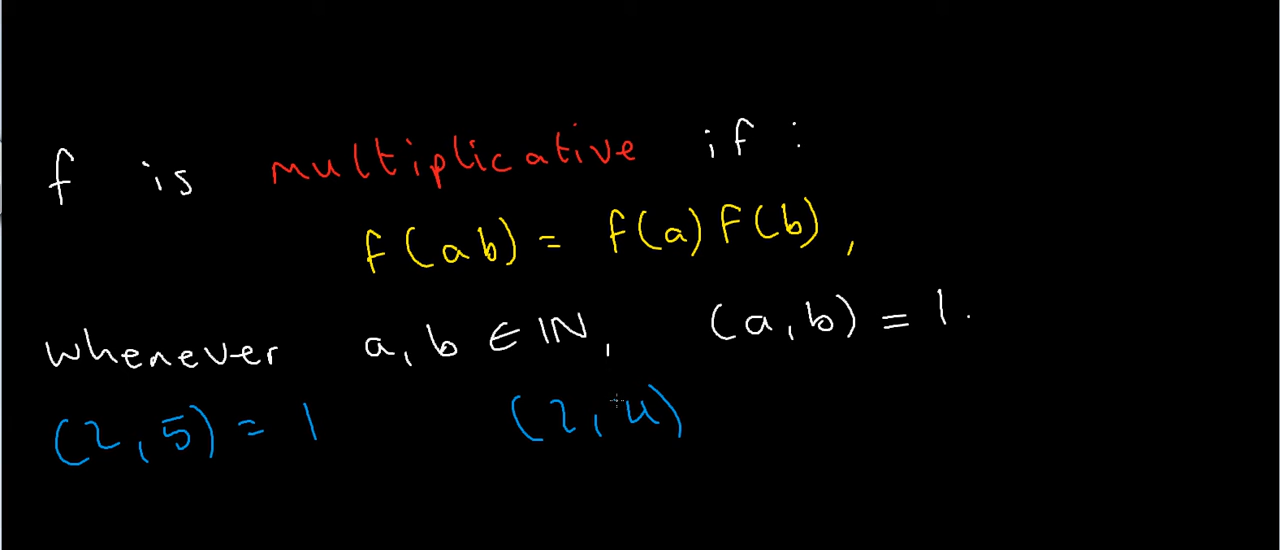 f is multiplicative if :
f(ab) = f(a) f(b),
whenever a, b ∈ ℕ, (a, b) = 1.
(2, 5) = 1 (2, 4)